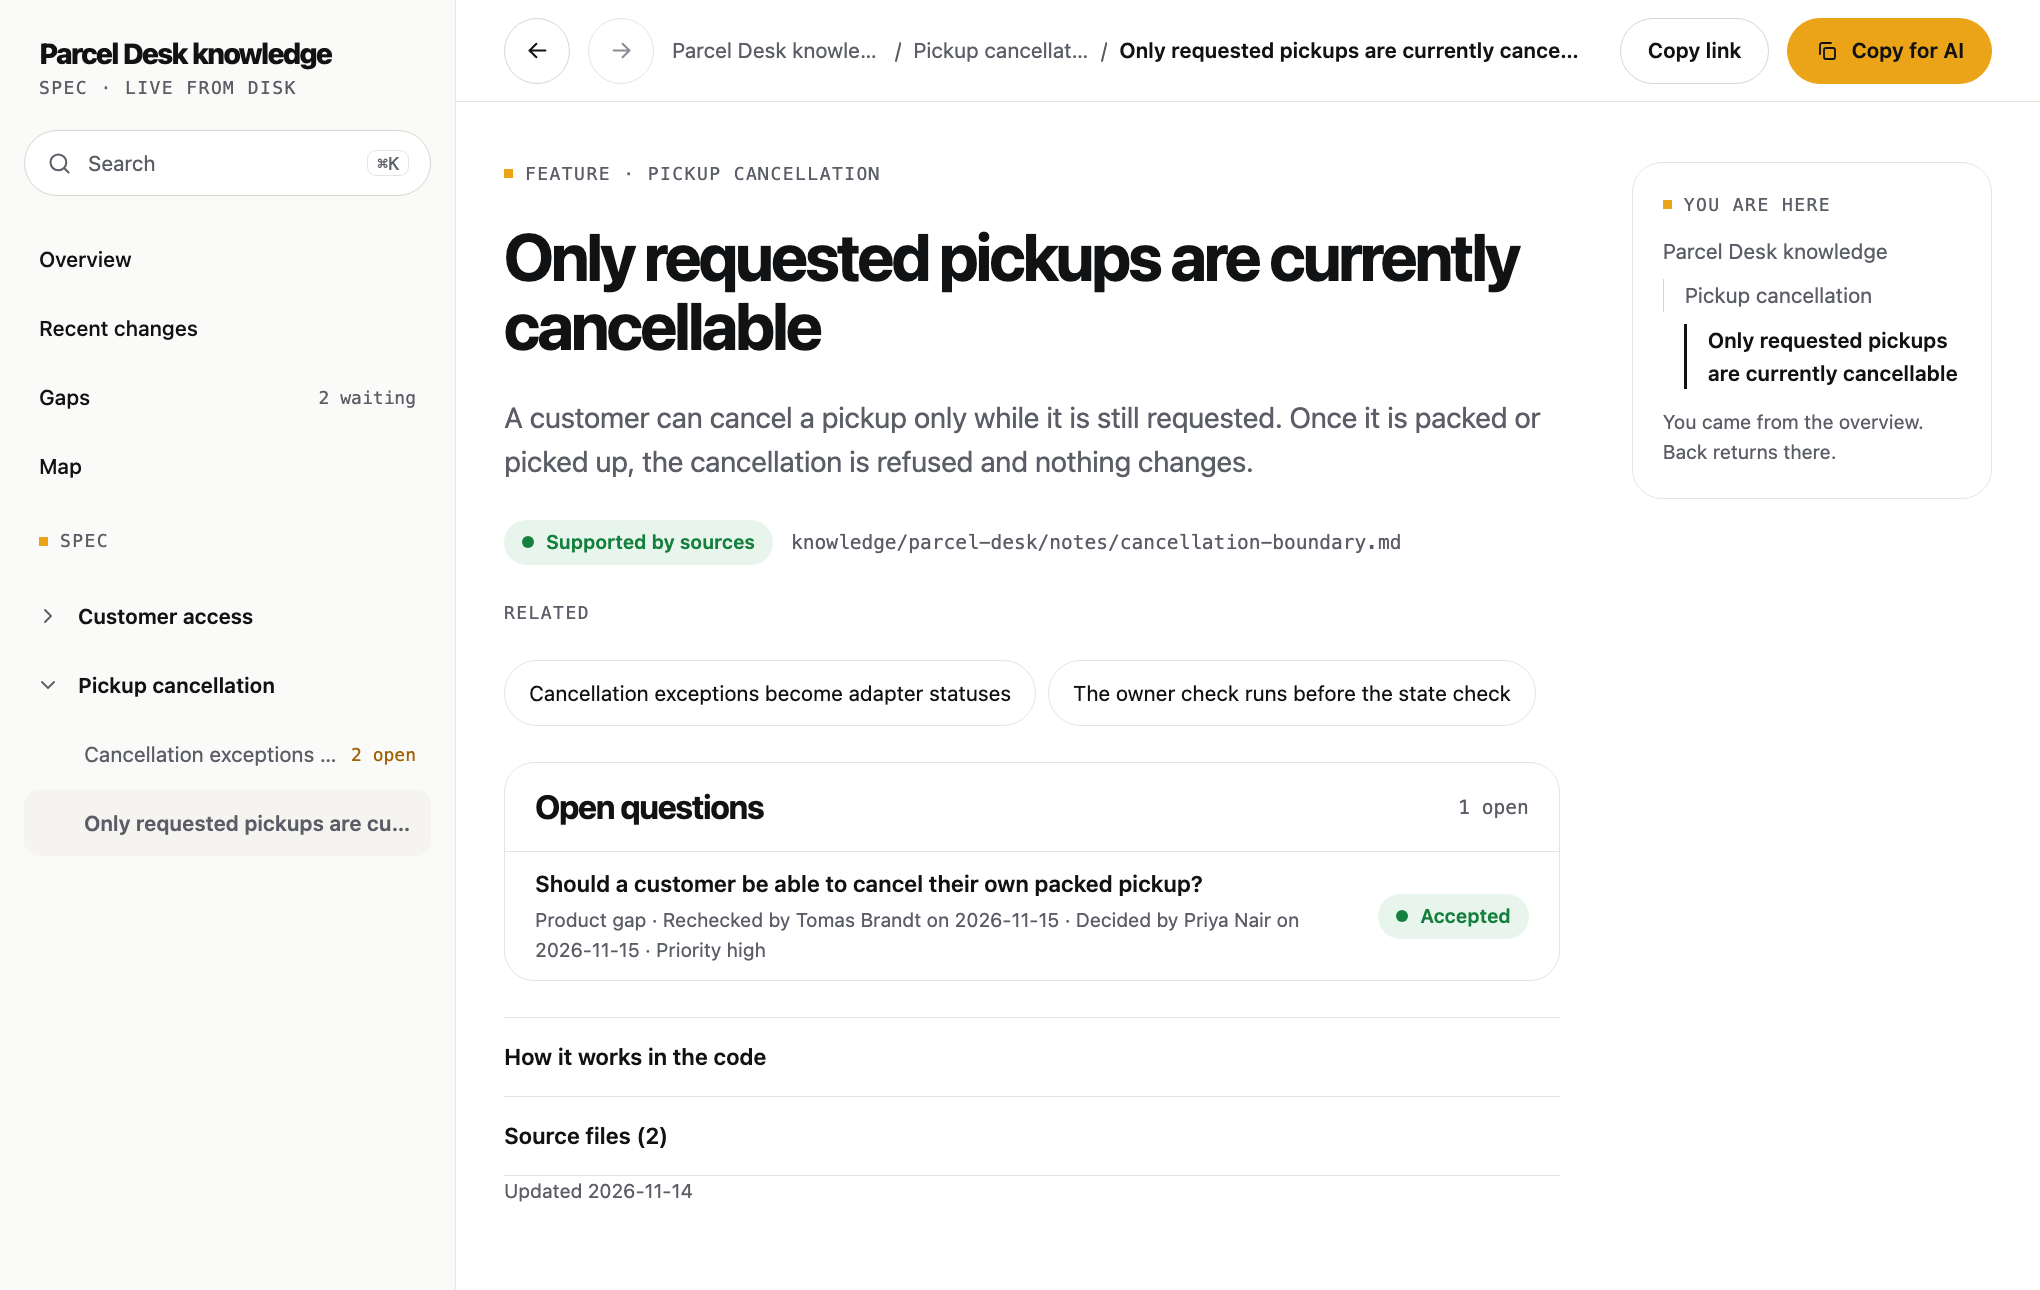 Parcel Desk knowledge
SPEC · LIVE FROM DISK
Search
⌘K
Overview
Recent changes
Gaps
2 waiting
Map
SPEC
Customer access
Pickup cancellation
Cancellation exceptions ...
2 open
Only requested pickups are cu...
Parcel Desk knowle... / Pickup cancellat... / Only requested pickups are currently cance...
Copy link
Copy for AI
FEATURE · PICKUP CANCELLATION
Only requested pickups are currently
cancellable
A customer can cancel a pickup only while it is still requested. Once it is packed or
picked up, the cancellation is refused and nothing changes.
Supported by sources
knowledge/parcel-desk/notes/cancellation-boundary.md
RELATED
Cancellation exceptions become adapter statuses
The owner check runs before the state check
Open questions
1 open
Should a customer be able to cancel their own packed pickup?
Product gap · Rechecked by Tomas Brandt on 2026-11-15 · Decided by Priya Nair on
2026-11-15 · Priority high
Accepted
How it works in the code
Source files (2)
Updated 2026-11-14
YOU ARE HERE
Parcel Desk knowledge
Pickup cancellation
Only requested pickups
are currently cancellable
You came from the overview.
Back returns there.